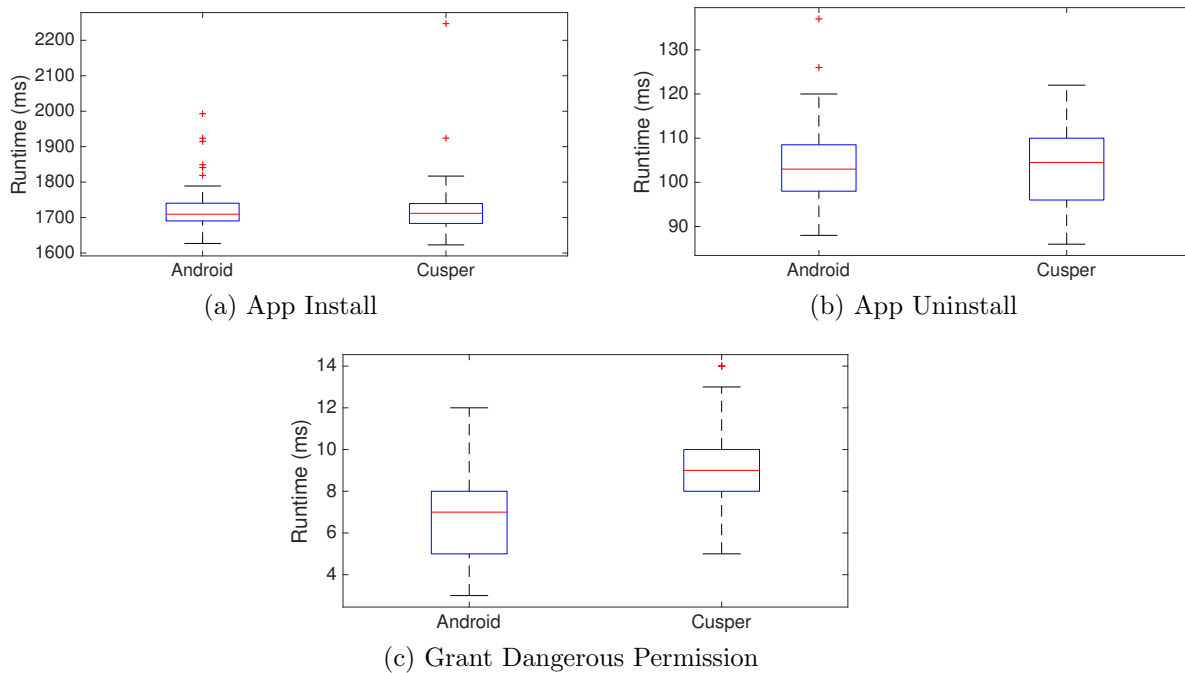 2200
2100
2000
1900
1800
1700
1600
Runtime (ms)
Android Cusper
(a) App Install
130
120
110
100
90
Runtime (ms)
Android Cusper
(b) App Uninstall
14
12
10
8
6
4
Runtime (ms)
Android Cusper
(c) Grant Dangerous Permission